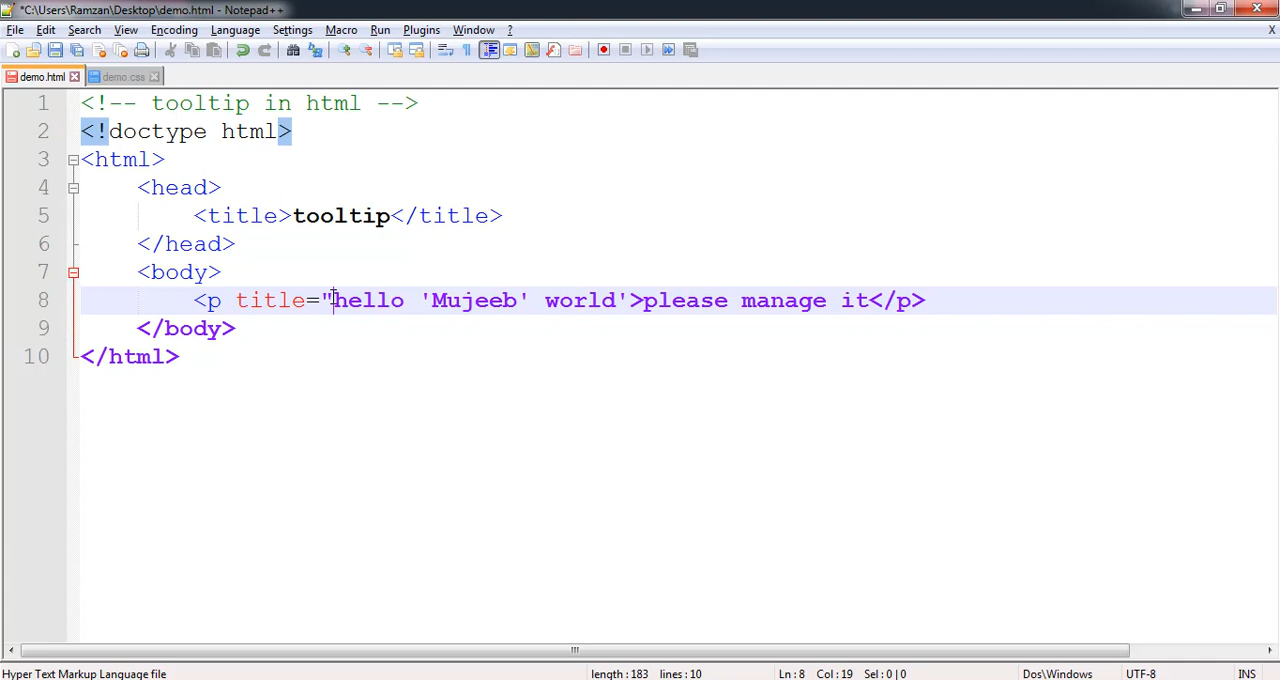 *C:\Users\Ramzan\Desktop\demo.html - Notepad++
File Edit Search View Encoding Language Settings Macro Run Plugins Window ? X
demo.html demo.css
1 <!-- tooltip in html -->
2 <!doctype html>
3 <html>
4 <head>
5 <title>tooltip</title>
6 </head>
7 <body>
8 <p title="hello 'Mujeeb' world'>please manage it</p>
9 </body>
10 </html>
Hyper Text Markup Language file length : 183 lines : 10 Ln : 8 Col : 19 Sel : 0 | 0 Dos\Windows UTF-8 INS